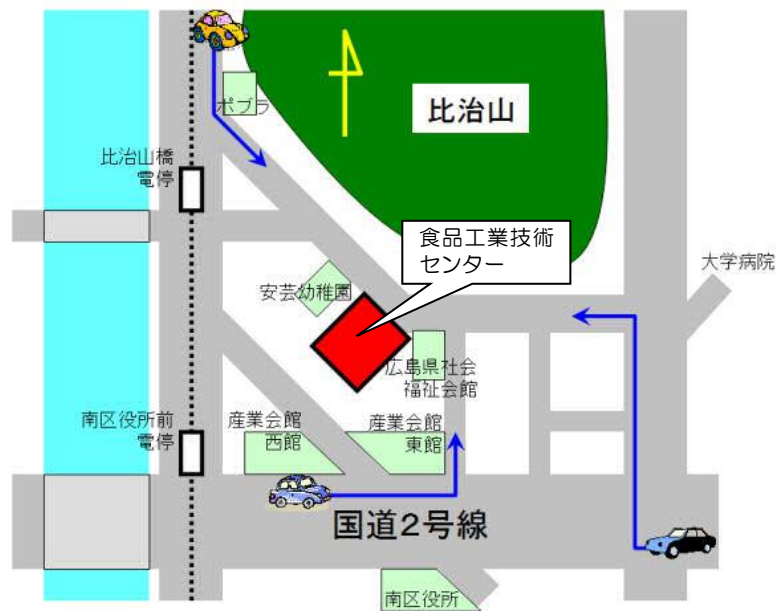 ポプラ
比治山
比治山橋
電停
食品工業技術
センター
大学病院
安芸幼稚園
広島県社会
福祉会館
南区役所前
電停
産業会館
西館
産業会館
東館
国道2号線
南区役所